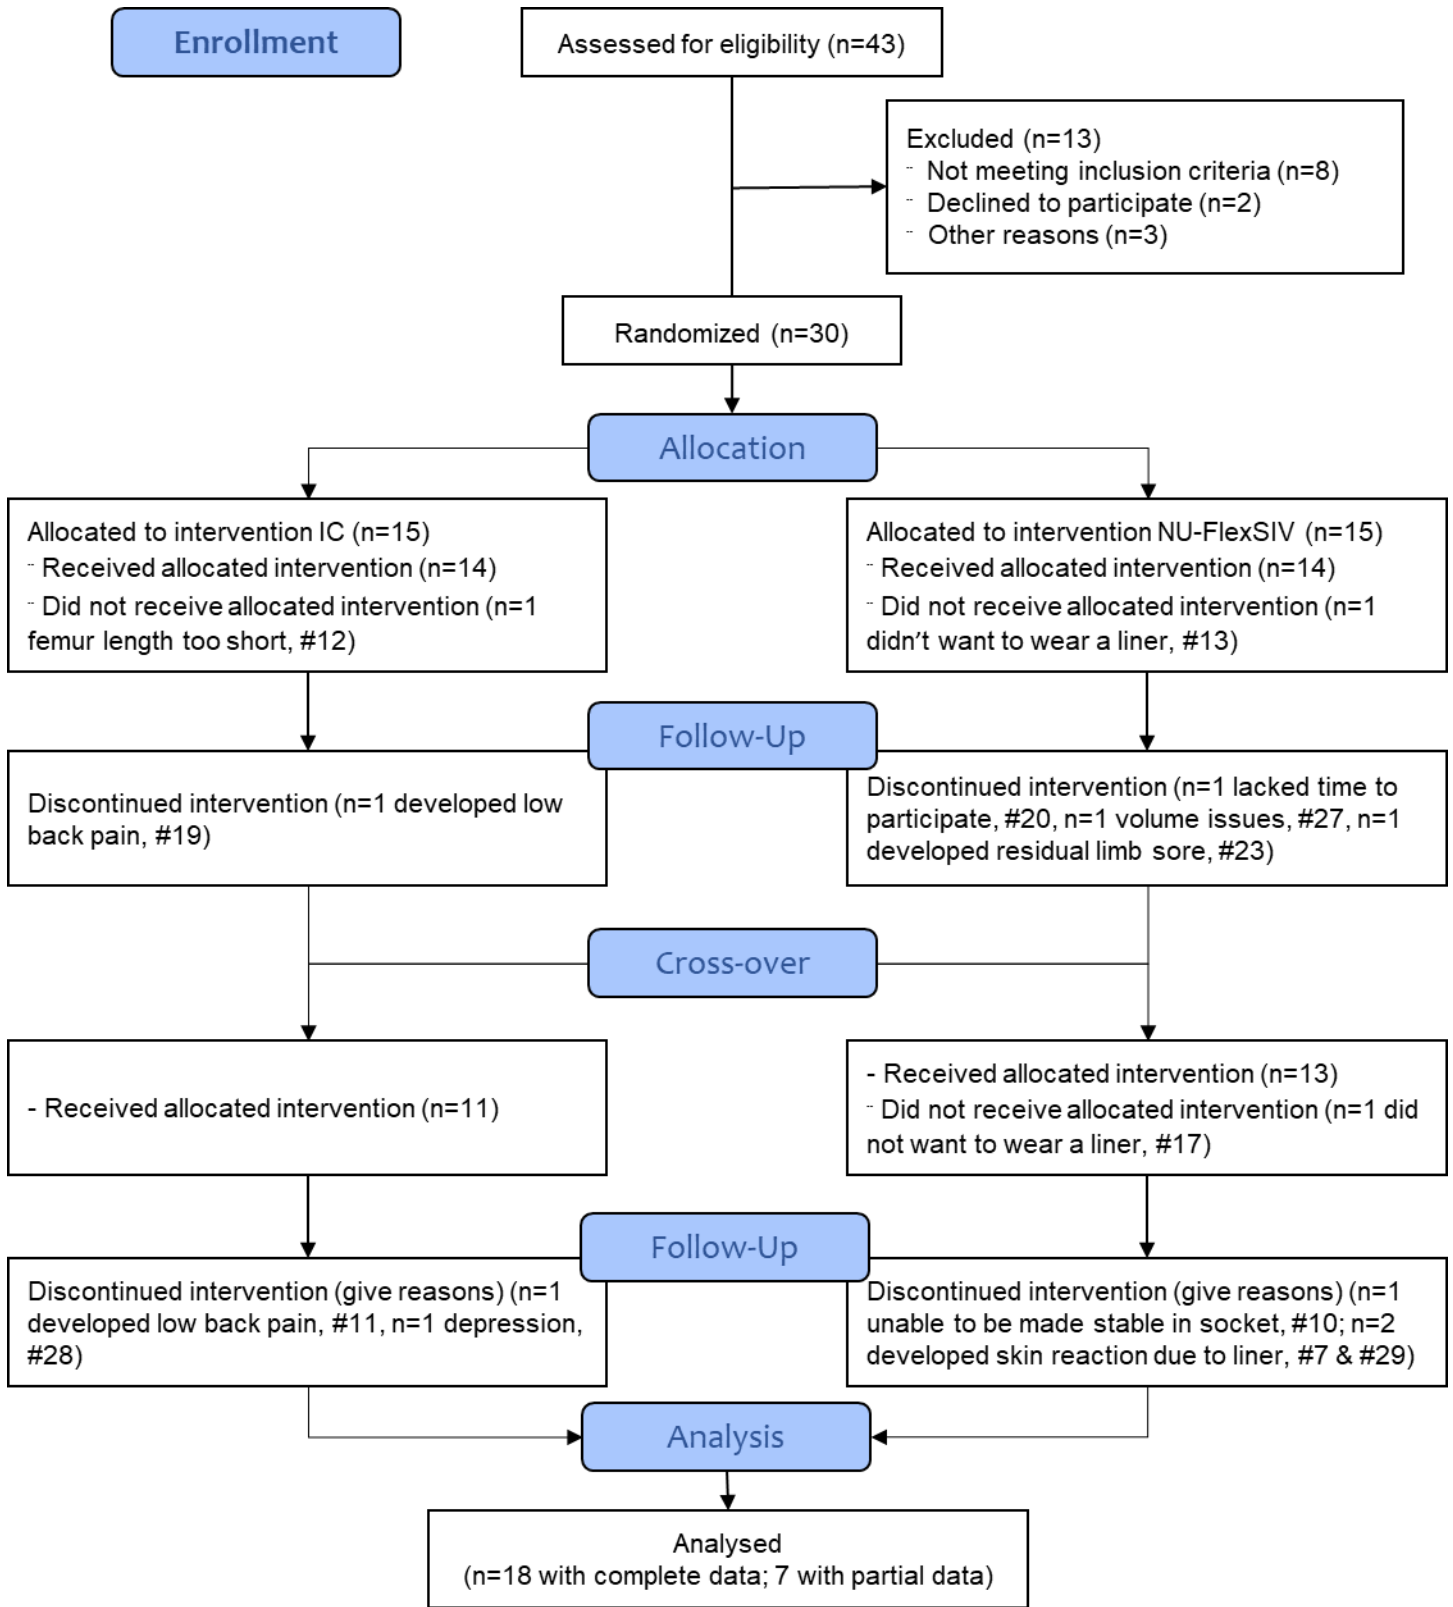 Enrollment
Assessed for eligibility (n=43)
Excluded (n=13)
¨ Not meeting inclusion criteria (n=8)
¨ Declined to participate (n=2)
¨ Other reasons (n=3)
Randomized (n=30)
Allocation
Allocated to intervention IC (n=15)
¨ Received allocated intervention (n=14)
¨ Did not receive allocated intervention (n=1
femur length too short, #12)
Allocated to intervention NU-FlexSIV (n=15)
¨ Received allocated intervention (n=14)
¨ Did not receive allocated intervention (n=1
didn’t want to wear a liner, #13)
Follow-Up
Discontinued intervention (n=1 developed low
back pain, #19)
Discontinued intervention (n=1 lacked time to
participate, #20, n=1 volume issues, #27, n=1
developed residual limb sore, #23)
Cross-over
- Received allocated intervention (n=11)
- Received allocated intervention (n=13)
¨ Did not receive allocated intervention (n=1 did
not want to wear a liner, #17)
Follow-Up
Discontinued intervention (give reasons) (n=1
developed low back pain, #11, n=1 depression,
#28)
Discontinued intervention (give reasons) (n=1
unable to be made stable in socket, #10; n=2
developed skin reaction due to liner, #7 & #29)
Analysis
Analysed
(n=18 with complete data; 7 with partial data)